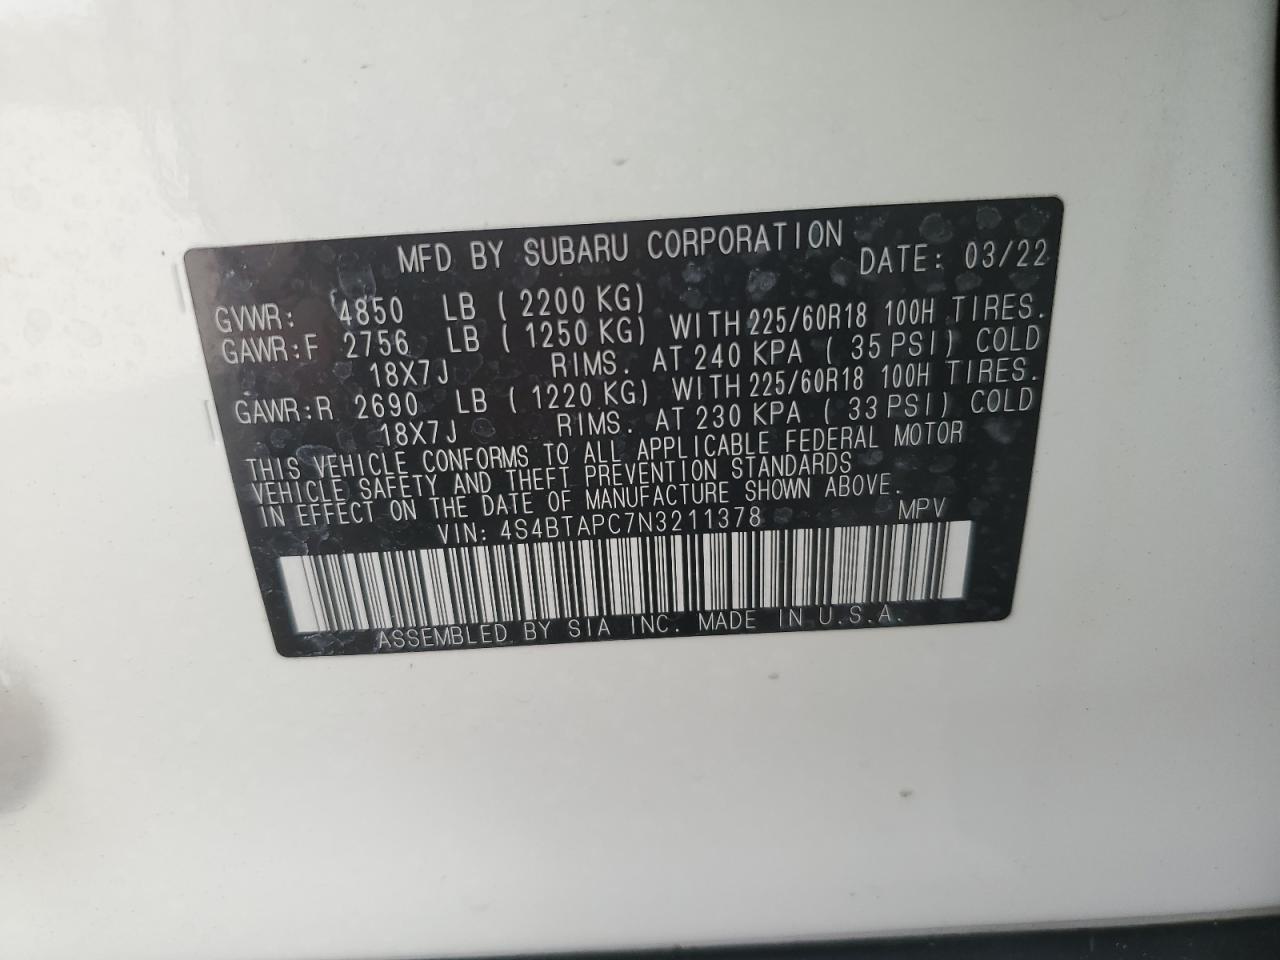 MFD BY SUBARU CORPORATION DATE: 03/22
GVWR: 4850 LB ( 2200 KG)
GAWR:F 2756 LB ( 1250 KG) WITH 225/60R18 100H TIRES.
18X7J RIMS. AT 240 KPA ( 35 PSI) COLD
GAWR:R 2690 LB ( 1220 KG) WITH 225/60R18 100H TIRES.
18X7J RIMS. AT 230 KPA ( 33 PSI) COLD
THIS VEHICLE CONFORMS TO ALL APPLICABLE FEDERAL MOTOR
VEHICLE SAFETY AND THEFT PREVENTION STANDARDS
IN EFFECT ON THE DATE OF MANUFACTURE SHOWN ABOVE.
VIN: 4S4BTAPC7N3211378 MPV
ASSEMBLED BY SIA INC. MADE IN U.S.A.